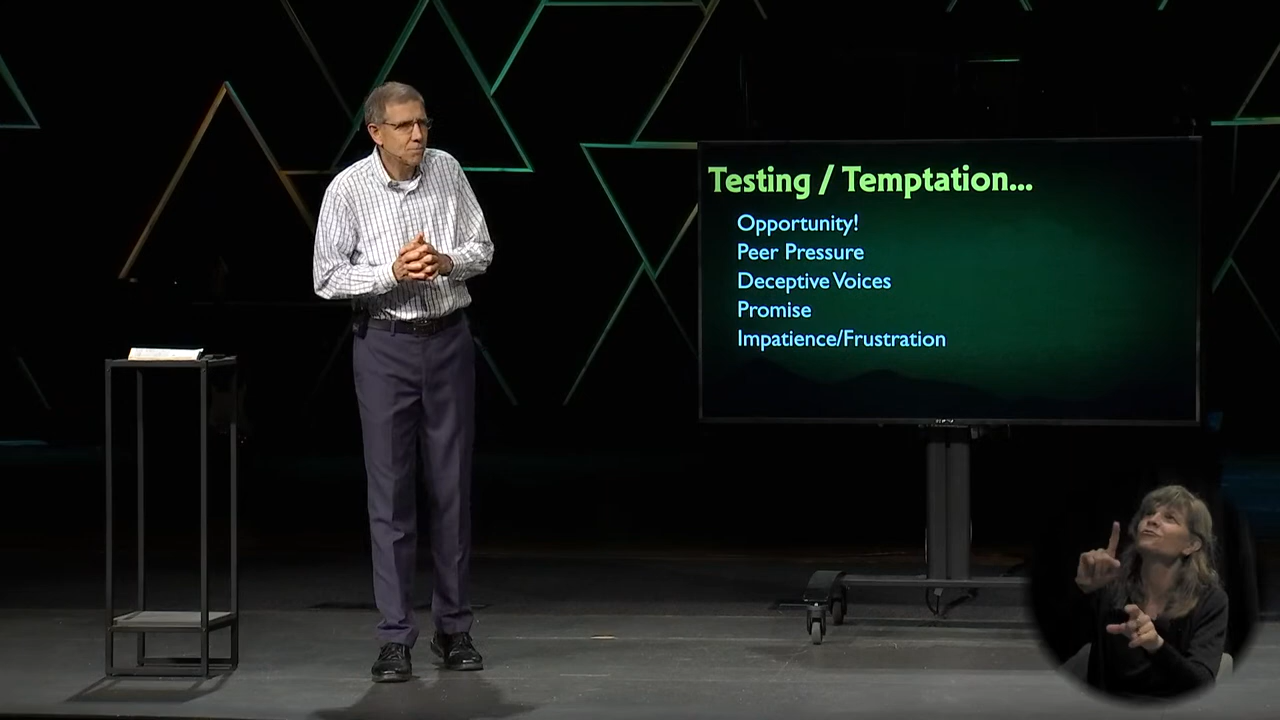 Testing / Temptation...
Opportunity!
Peer Pressure
Deceptive Voices
Promise
Impatience/Frustration